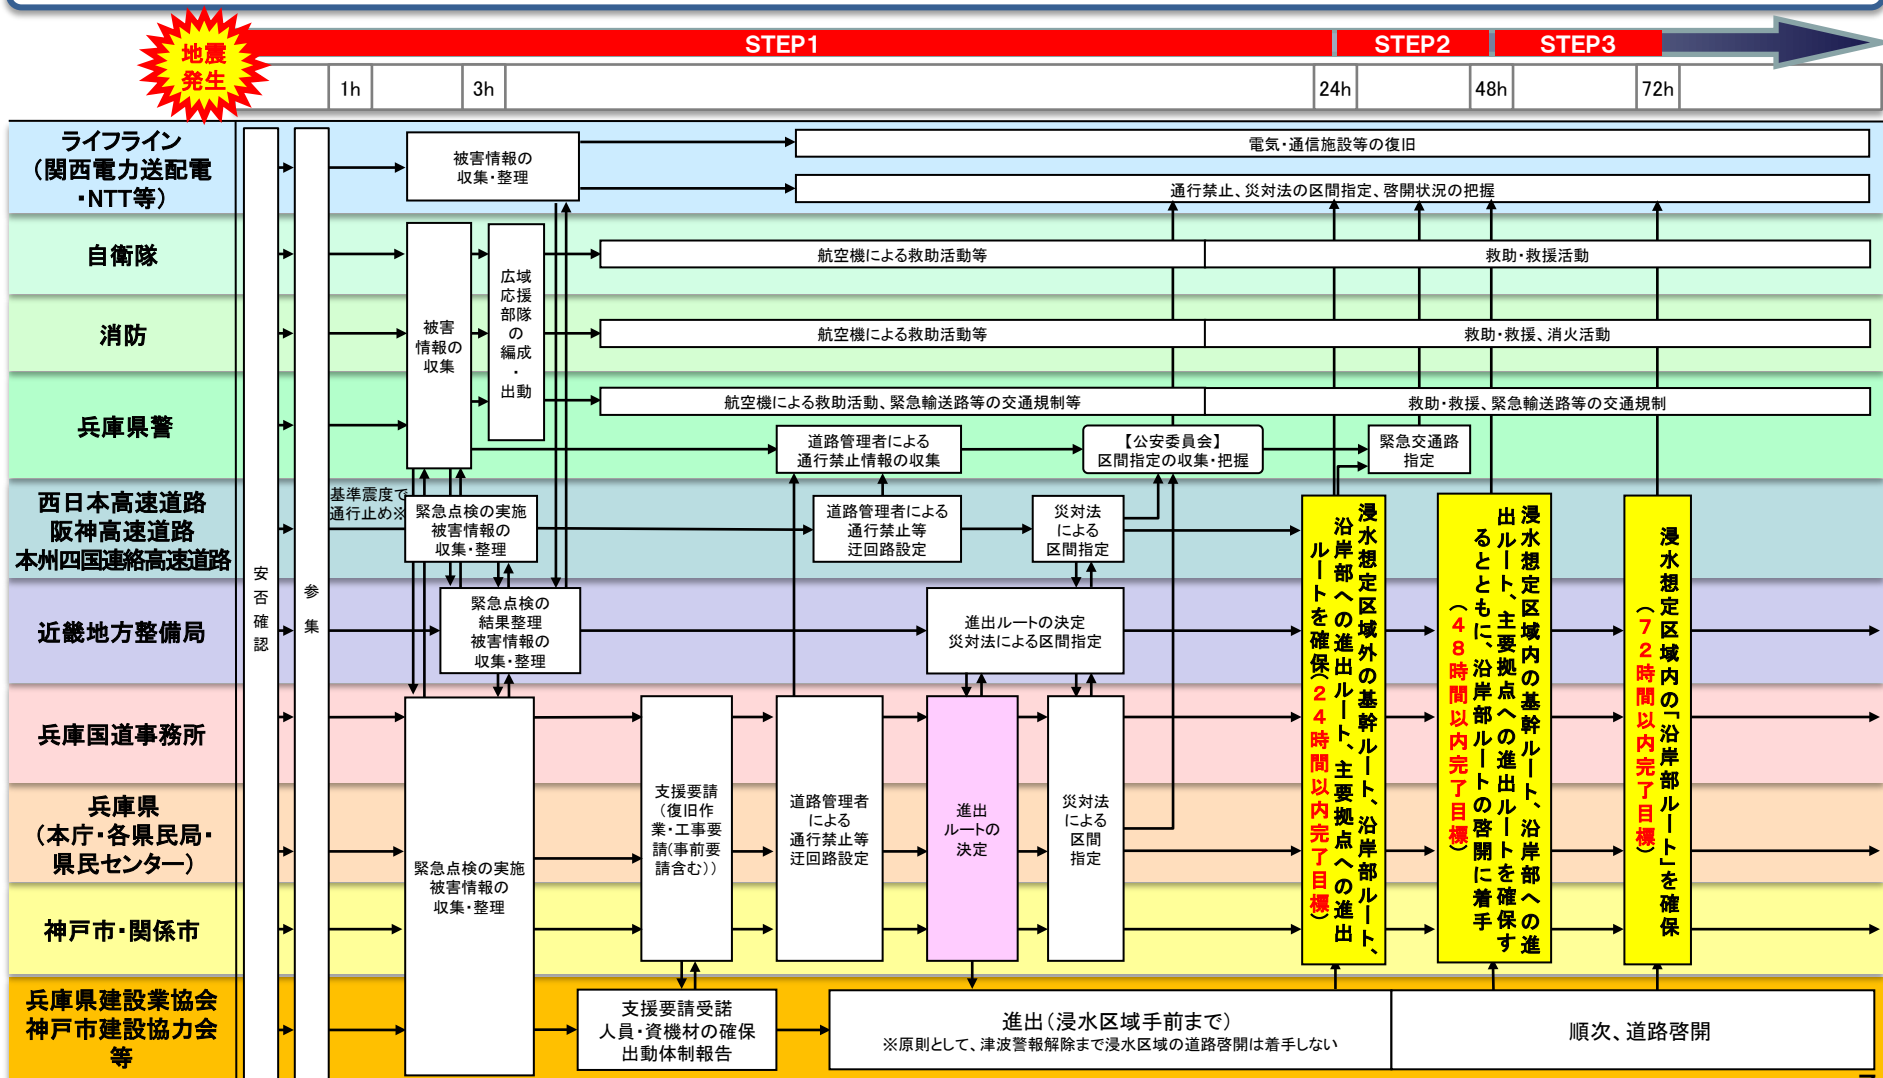 地震
発生
STEP1
STEP2
STEP3
1h
3h
24h
48h
72h
ライフライン
（関西電力送配電
・NTT等）
被害情報の
収集・整理
電気・通信施設等の復旧
通行禁止、災対法の区間指定、啓開状況の把握
自衛隊
消防
兵庫県警
被害
情報の
収集
広域
応援
部隊
の
編成
・
出動
航空機による救助活動等
救助・救援活動
航空機による救助活動等
救助・救援、消火活動
航空機による救助活動、緊急輸送路等の交通規制等
救助・救援、緊急輸送路等の交通規制
道路管理者による
通行禁止情報の収集
【公安委員会】
区間指定の収集・把握
緊急交通路
指定
西日本高速道路
阪神高速道路
本州四国連絡高速道路
基準震度で
通行止め※
緊急点検の実施
被害情報の
収集・整理
道路管理者による
通行禁止等
迂回路設定
災対法
による
区間指定
安否確認
参集
近畿地方整備局
緊急点検の
結果整理
被害情報の
収集・整理
進出ルートの決定
災対法による区間指定
兵庫国道事務所
兵庫県
（本庁・各県民局・
県民センター）
神戸市・関係市
緊急点検の実施
被害情報の
収集・整理
支援要請
（復旧作
業・工事要
請（事前要
請含む））
道路管理者
による
通行禁止等
迂回路設定
進出
ルートの
決定
災対法
による
区間
指定
浸水想定区域外の基幹ルート、沿岸部ルート、
沿岸部への進出ルート、主要拠点への進出
ルートを確保（２４時間以内完了目標）
浸水想定区域内の基幹ルート、沿岸部への進
出ルート、主要拠点への進出ルートを確保す
るとともに、沿岸部ルートの啓開に着手
（４８時間以内完了目標）
浸水想定区域内の「沿岸部ルート」を確保
（７２時間以内完了目標）
兵庫県建設業協会
神戸市建設協力会
等
支援要請受諾
人員・資機材の確保
出動体制報告
進出（浸水区域手前まで）
※原則として、津波警報解除まで浸水区域の道路啓開は着手しない
順次、道路啓開